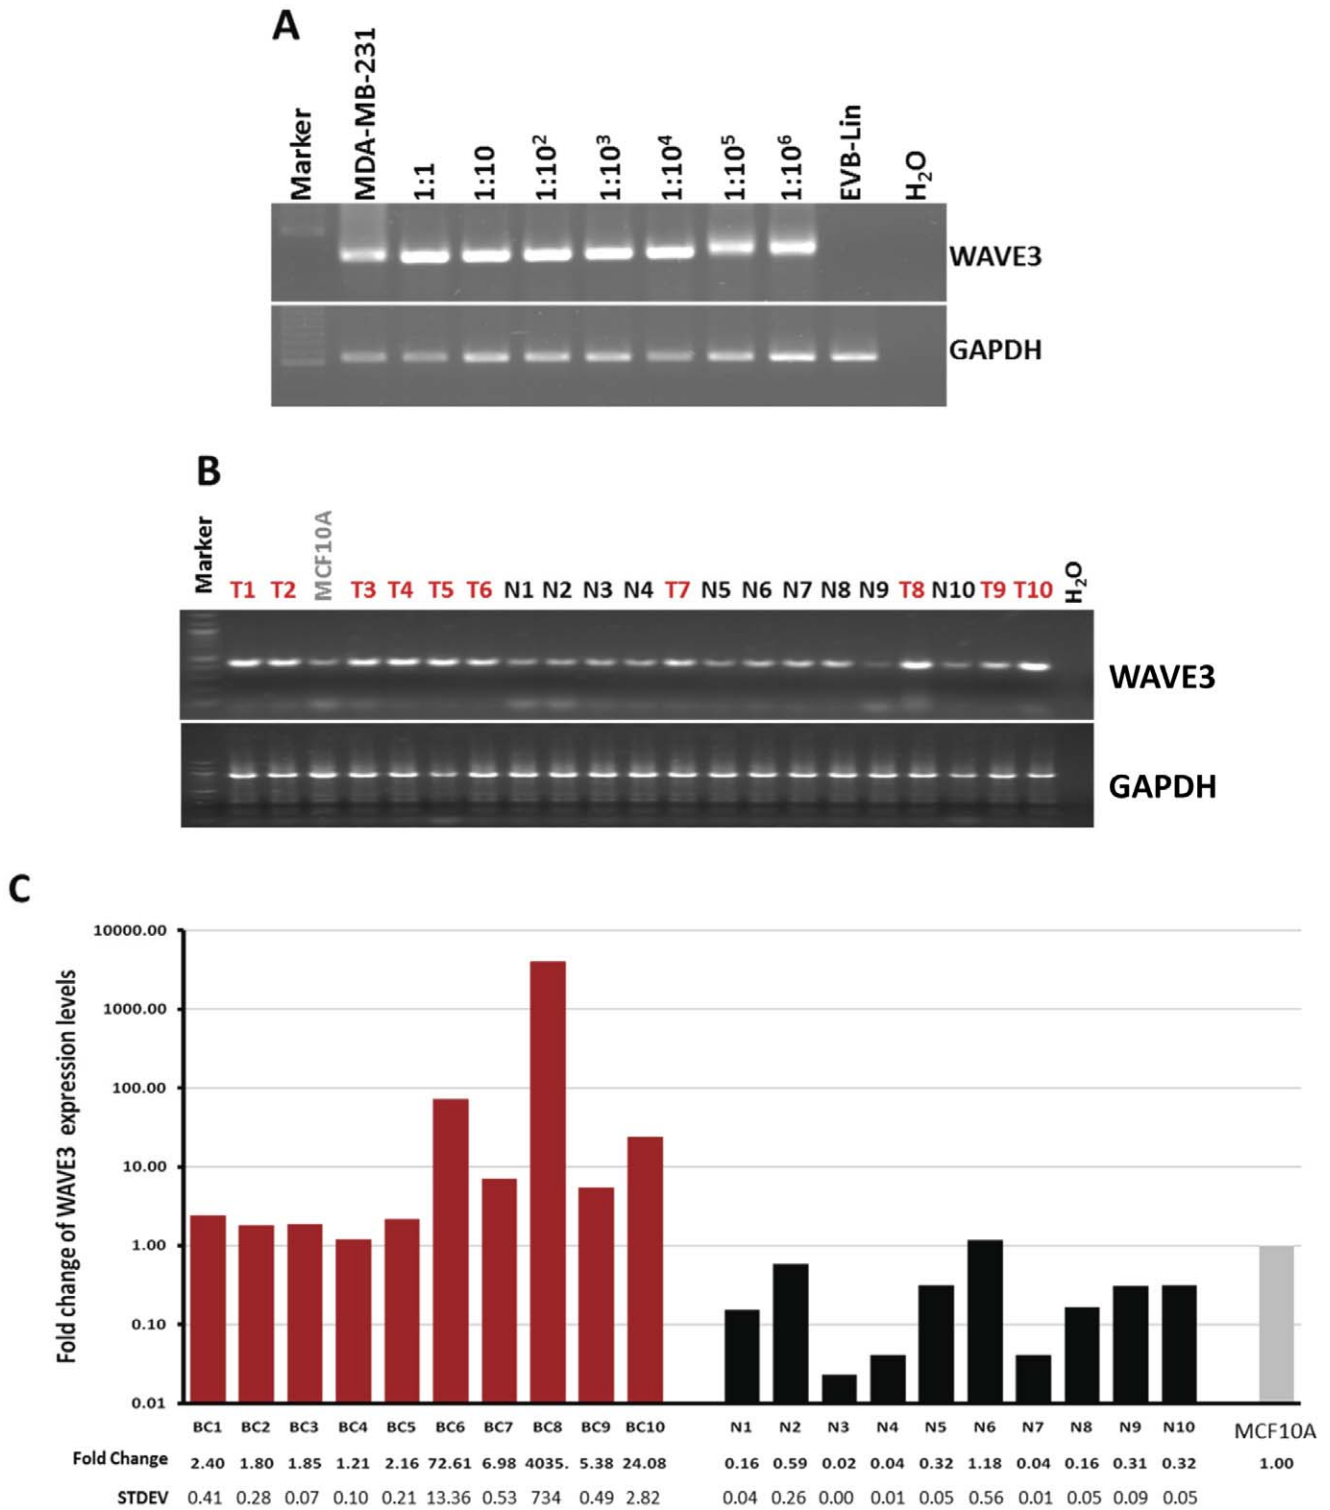 A
Marker
MDA-MB-231
1:1
1:10
1:10²
1:10³
1:10⁴
1:10⁵
1:10⁶
EVB-Lin
H₂O
WAVE3
GAPDH
B
Marker
T1 T2 MCF10A T3 T4 T5 T6 N1 N2 N3 N4 T7 N5 N6 N7 N8 N9 T8 N10 T9 T10 H₂O
WAVE3
GAPDH
C
Fold change of WAVE3 expression levels
10000.00
1000.00
100.00
10.00
1.00
0.10
0.01
BC1 BC2 BC3 BC4 BC5 BC6 BC7 BC8 BC9 BC10 N1 N2 N3 N4 N5 N6 N7 N8 N9 N10 MCF10A
Fold Change 2.40 1.80 1.85 1.21 2.16 72.61 6.98 4035. 5.38 24.08 0.16 0.59 0.02 0.04 0.32 1.18 0.04 0.16 0.31 0.32 1.00
STDEV 0.41 0.28 0.07 0.10 0.21 13.36 0.53 734 0.49 2.82 0.04 0.26 0.00 0.01 0.05 0.56 0.01 0.05 0.09 0.05